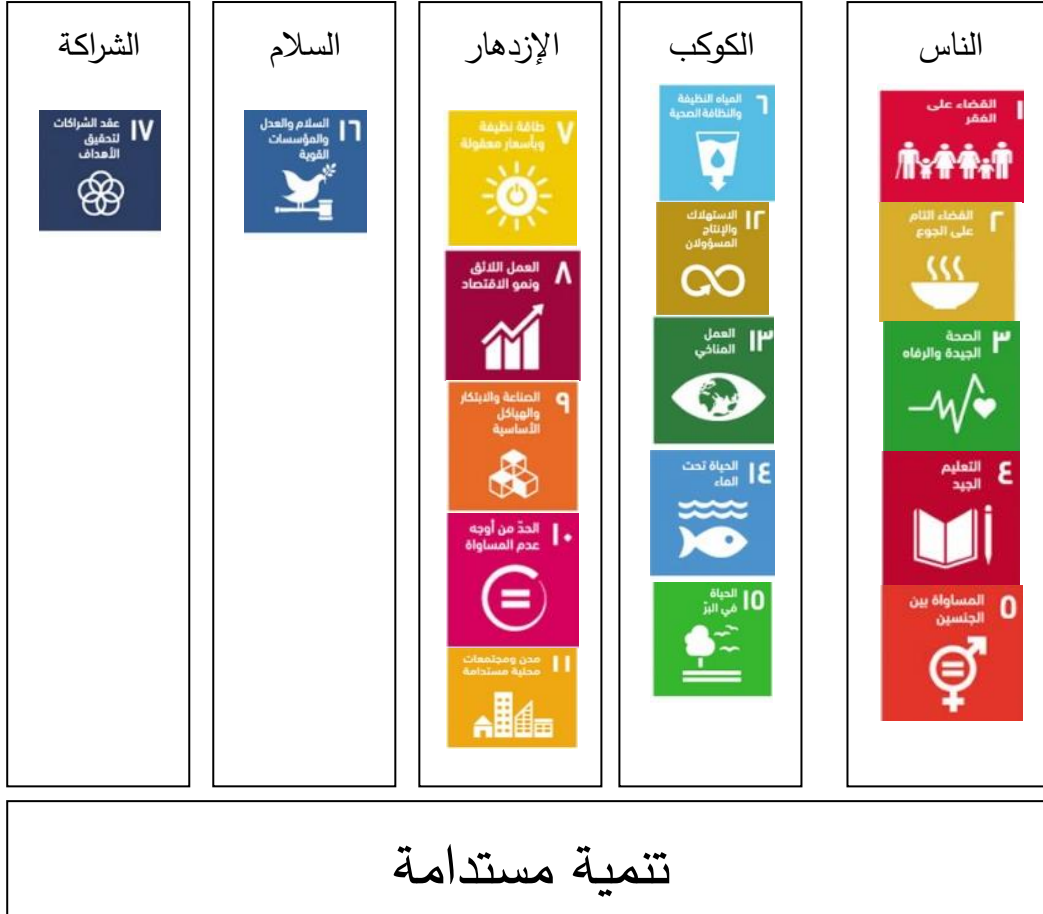 الناس
١ القضاء على
الفقر
٢ القضاء التام
على الجوع
٣ الصحة
الجيدة والرفاه
٤ التعليم
الجيد
٥ المساواة بين
الجنسين
الكوكب
٦ المياه النظيفة
والنظافة الصحية
١٢ الاستهلاك
والإنتاج
المسؤولان
١٣ العمل
المناخي
١٤ الحياة تحت
الماء
١٥ الحياة
في البرّ
الإزدهار
٧ طاقة نظيفة
وبأسعار معقولة
٨ العمل اللائق
ونمو الاقتصاد
٩ الصناعة والابتكار
والهياكل
الأساسية
١٠ الحدّ من أوجه
عدم المساواة
١١ مدن ومجتمعات
محلية مستدامة
السلام
١٦ السلام والعدل
والمؤسسات
القوية
الشراكة
١٧ عقد الشراكات
لتحقيق
الأهداف
تنمية مستدامة